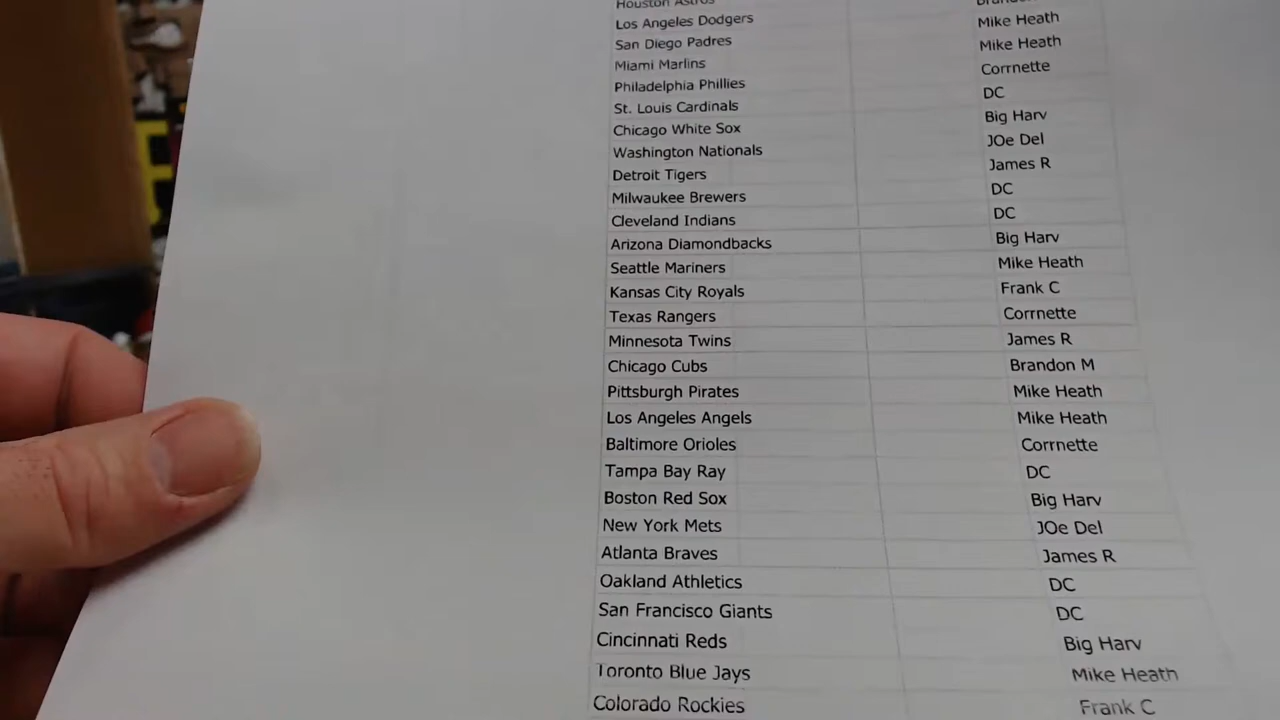 Houston Astros
Los Angeles Dodgers Brandon
San Diego Padres Mike Heath
Miami Marlins Mike Heath
Philadelphia Phillies Corrnette
St. Louis Cardinals DC
Chicago White Sox Big Harv
Washington Nationals JOe Del
Detroit Tigers James R
Milwaukee Brewers DC
Cleveland Indians DC
Arizona Diamondbacks Big Harv
Seattle Mariners Mike Heath
Kansas City Royals Frank C
Texas Rangers Corrnette
Minnesota Twins James R
Chicago Cubs Brandon M
Pittsburgh Pirates Mike Heath
Los Angeles Angels Mike Heath
Baltimore Orioles Corrnette
Tampa Bay Ray DC
Boston Red Sox Big Harv
New York Mets JOe Del
Atlanta Braves James R
Oakland Athletics DC
San Francisco Giants DC
Cincinnati Reds Big Harv
Toronto Blue Jays Mike Heath
Colorado Rockies Frank C